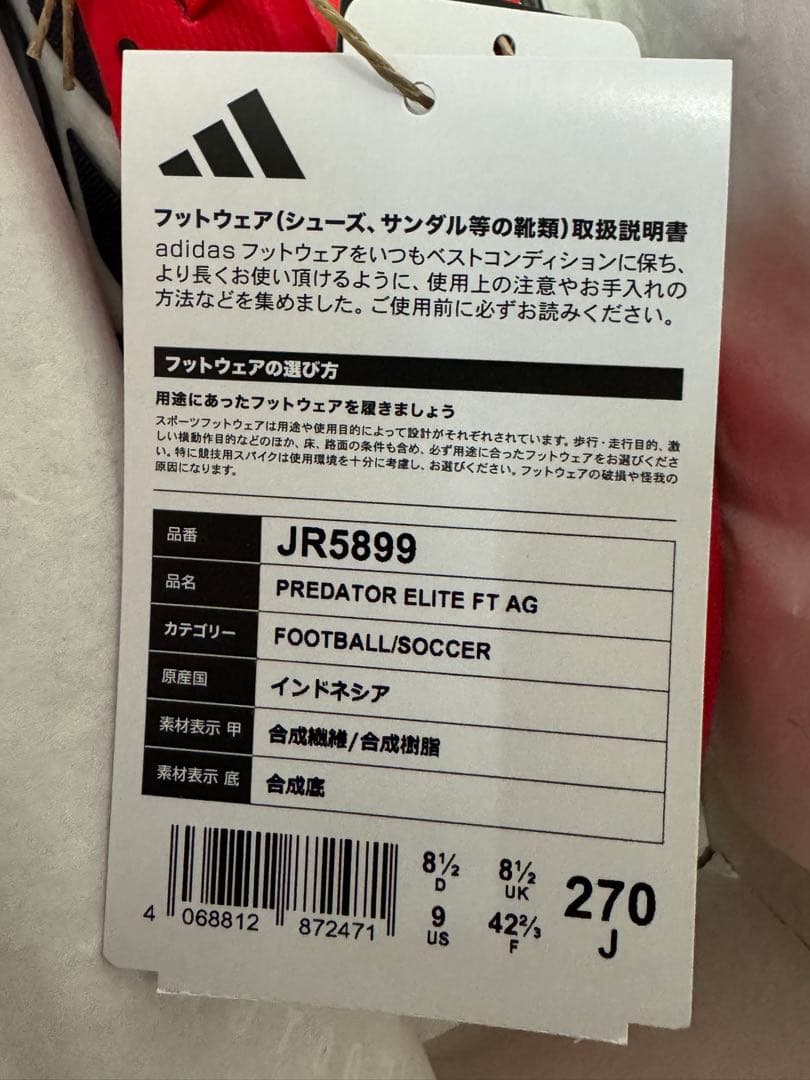 フットウェア(シューズ、サンダル等の靴類)取扱説明書
adidas フットウェアをいつもベストコンディションに保ち、
より長くお使い頂けるように、使用上の注意やお手入れの
方法などを集めました。ご使用前に必ずお読みください。
フットウェアの選び方
用途にあったフットウェアを履きましょう
スポーツフットウェアは用途や使用目的によって設計がそれぞれされています。歩行・走行目的、激
しい横動作目的などのほか、床、路面の条件も含め、必ず用途に合ったフットウェアをお選びくださ
い。特に競技用スパイクは使用環境を十分に考慮し、お選びください。フットウェアの破損や怪我の
原因になります。
品番 JR5899
品名 PREDATOR ELITE FT AG
カテゴリー FOOTBALL/SOCCER
原産国 インドネシア
素材表示 甲 合成繊維/合成樹脂
素材表示 底 合成底
8½ D 8½ UK 270 J
9 US 42⅔ F
4 068812 872471